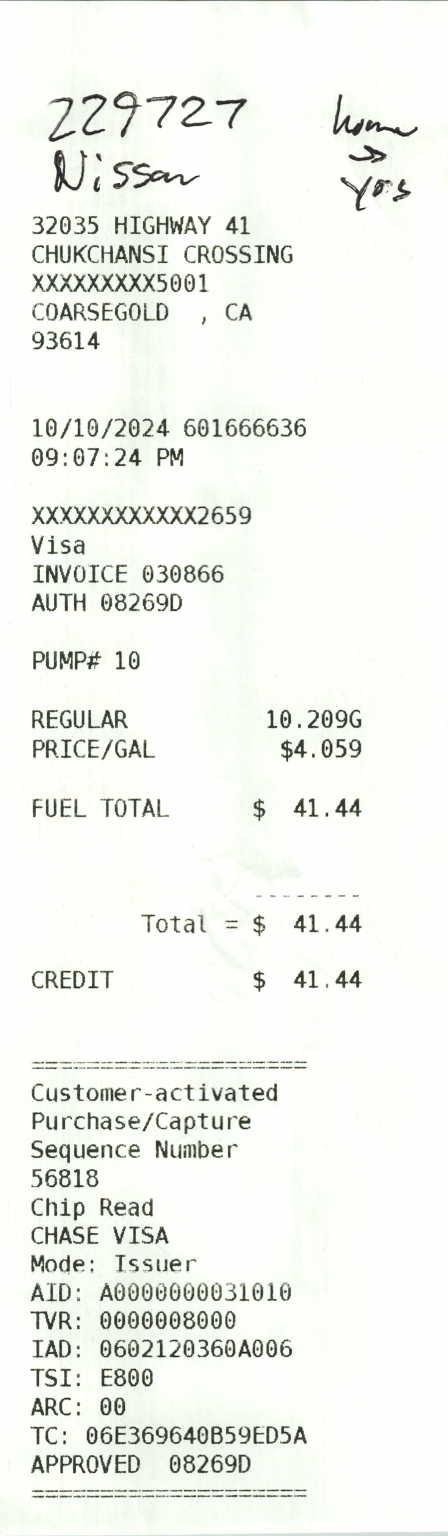 229727
Nissan
home
→
yos
32035 HIGHWAY 41
CHUKCHANSI CROSSING
XXXXXXXXX5001
COARSEGOLD , CA
93614
10/10/2024 601666636
09:07:24 PM
XXXXXXXXXXXX2659
Visa
INVOICE 030866
AUTH 08269D
PUMP# 10
REGULAR 10.209G
PRICE/GAL $4.059
FUEL TOTAL $ 41.44
--------
Total = $ 41.44
CREDIT $ 41.44
====================
Customer-activated
Purchase/Capture
Sequence Number
56818
Chip Read
CHASE VISA
Mode: Issuer
AID: A0000000031010
TVR: 0000008000
IAD: 0602120360A006
TSI: E800
ARC: 00
TC: 06E369640B59ED5A
APPROVED 08269D
====================